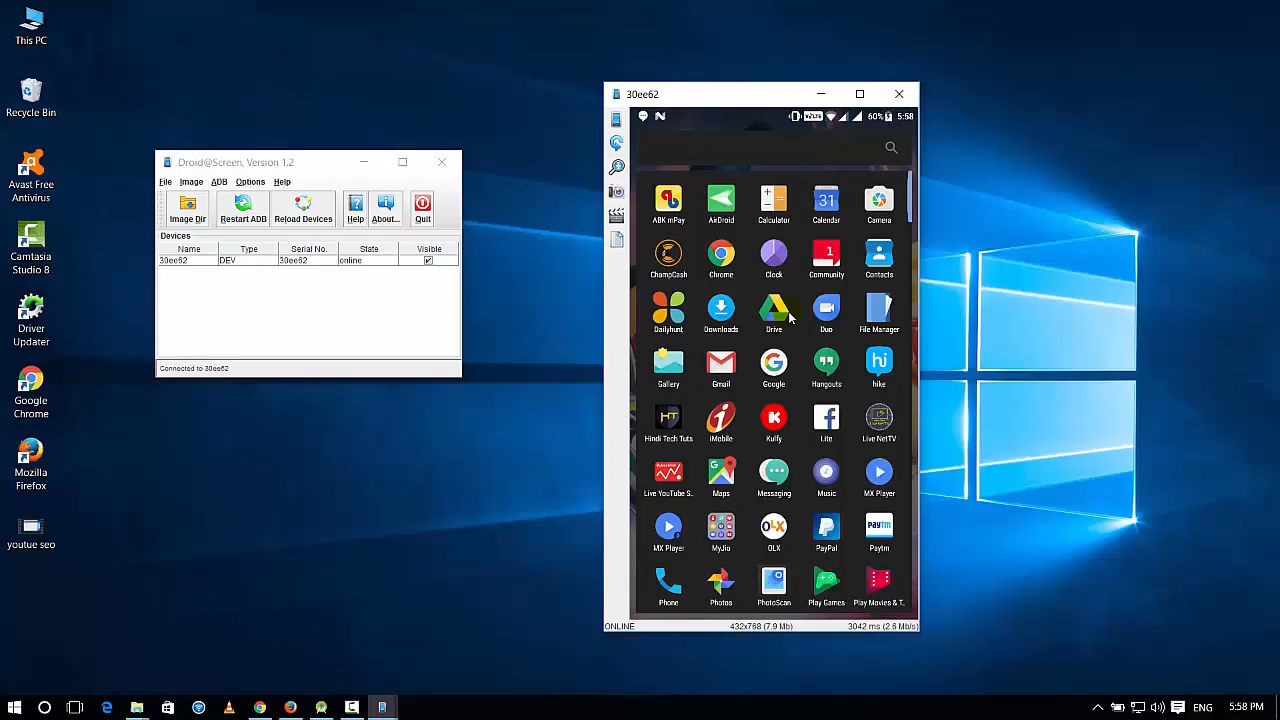 This PC
Recycle Bin
Avast Free
Antivirus
Camtasia
Studio 8
Driver
Updater
Google
Chrome
Mozilla
Firefox
youtue seo
Droid@Screen, Version 1.2
File Image ADB Options Help
Image Dir Restart ADB Reload Devices Help About... Quit
Devices
Name Type Serial No. State Visible
30ee62 DEV 30ee62 online
Connected to 30ee62
30ee62
60% 5:58
ABK mPay AirDroid Calculator Calendar Camera
ChampCash Chrome Clock Community Contacts
Dailyhunt Downloads Drive Duo File Manager
Gallery Gmail Google Hangouts hike
Hindi Tech Tuts iMobile Kulfy Lite Live NetTV
Live YouTube S.. Maps Messaging Music MX Player
MX Player MyJio OLX PayPal Paytm
Phone Photos PhotoScan Play Games Play Movies & T..
ONLINE 432x768 (7.9 Mb) 3042 ms (2.6 Mb/s)
ENG 5:58 PM